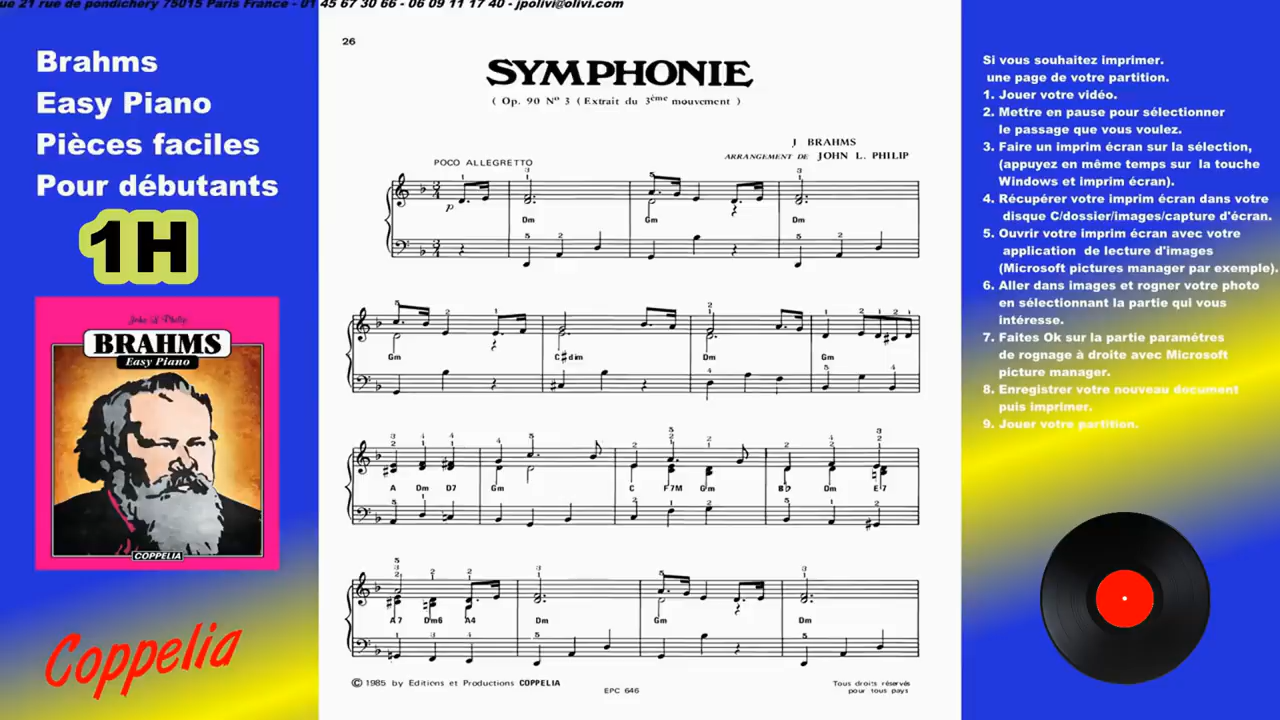 ue 21 rue de pondichéry 75015 Paris France - 01 45 67 30 66 - 06 09 11 17 40 - jpolivi@olivi.com
Brahms
Easy Piano
Pièces faciles
Pour débutants
1H
John L Philip
BRAHMS
Easy Piano
COPPELIA
Coppelia
26
SYMPHONIE
( Op. 90 Nº 3 ( Extrait du 3ème mouvement )
J BRAHMS
ARRANGEMENT DE JOHN L. PHILIP
POCO ALLEGRETTO
p
Dm Gm Dm
Gm C♯dim Dm Gm
A Dm D7 Gm C F7M Gm B♭ Dm E7
A7 Dm6 A4 Dm Gm Dm
© 1985 by Editions et Productions COPPELIA
EPC 646
Tous droits réservés
pour tous pays
Si vous souhaitez imprimer.
une page de votre partition.
1. Jouer votre vidéo.
2. Mettre en pause pour sélectionner
le passage que vous voulez.
3. Faire un imprim écran sur la sélection,
(appuyez en même temps sur la touche
Windows et imprim écran).
4. Récupérer votre imprim écran dans votre
disque C/dossier/images/capture d'écran.
5. Ouvrir votre imprim écran avec votre
application de lecture d'images
(Microsoft pictures manager par exemple).
6. Aller dans images et rogner votre photo
en sélectionnant la partie qui vous
intéresse.
7. Faites Ok sur la partie paramétres
de rognage à droite avec Microsoft
picture manager.
8. Enregistrer votre nouveau document
puis imprimer.
9. Jouer votre partition.